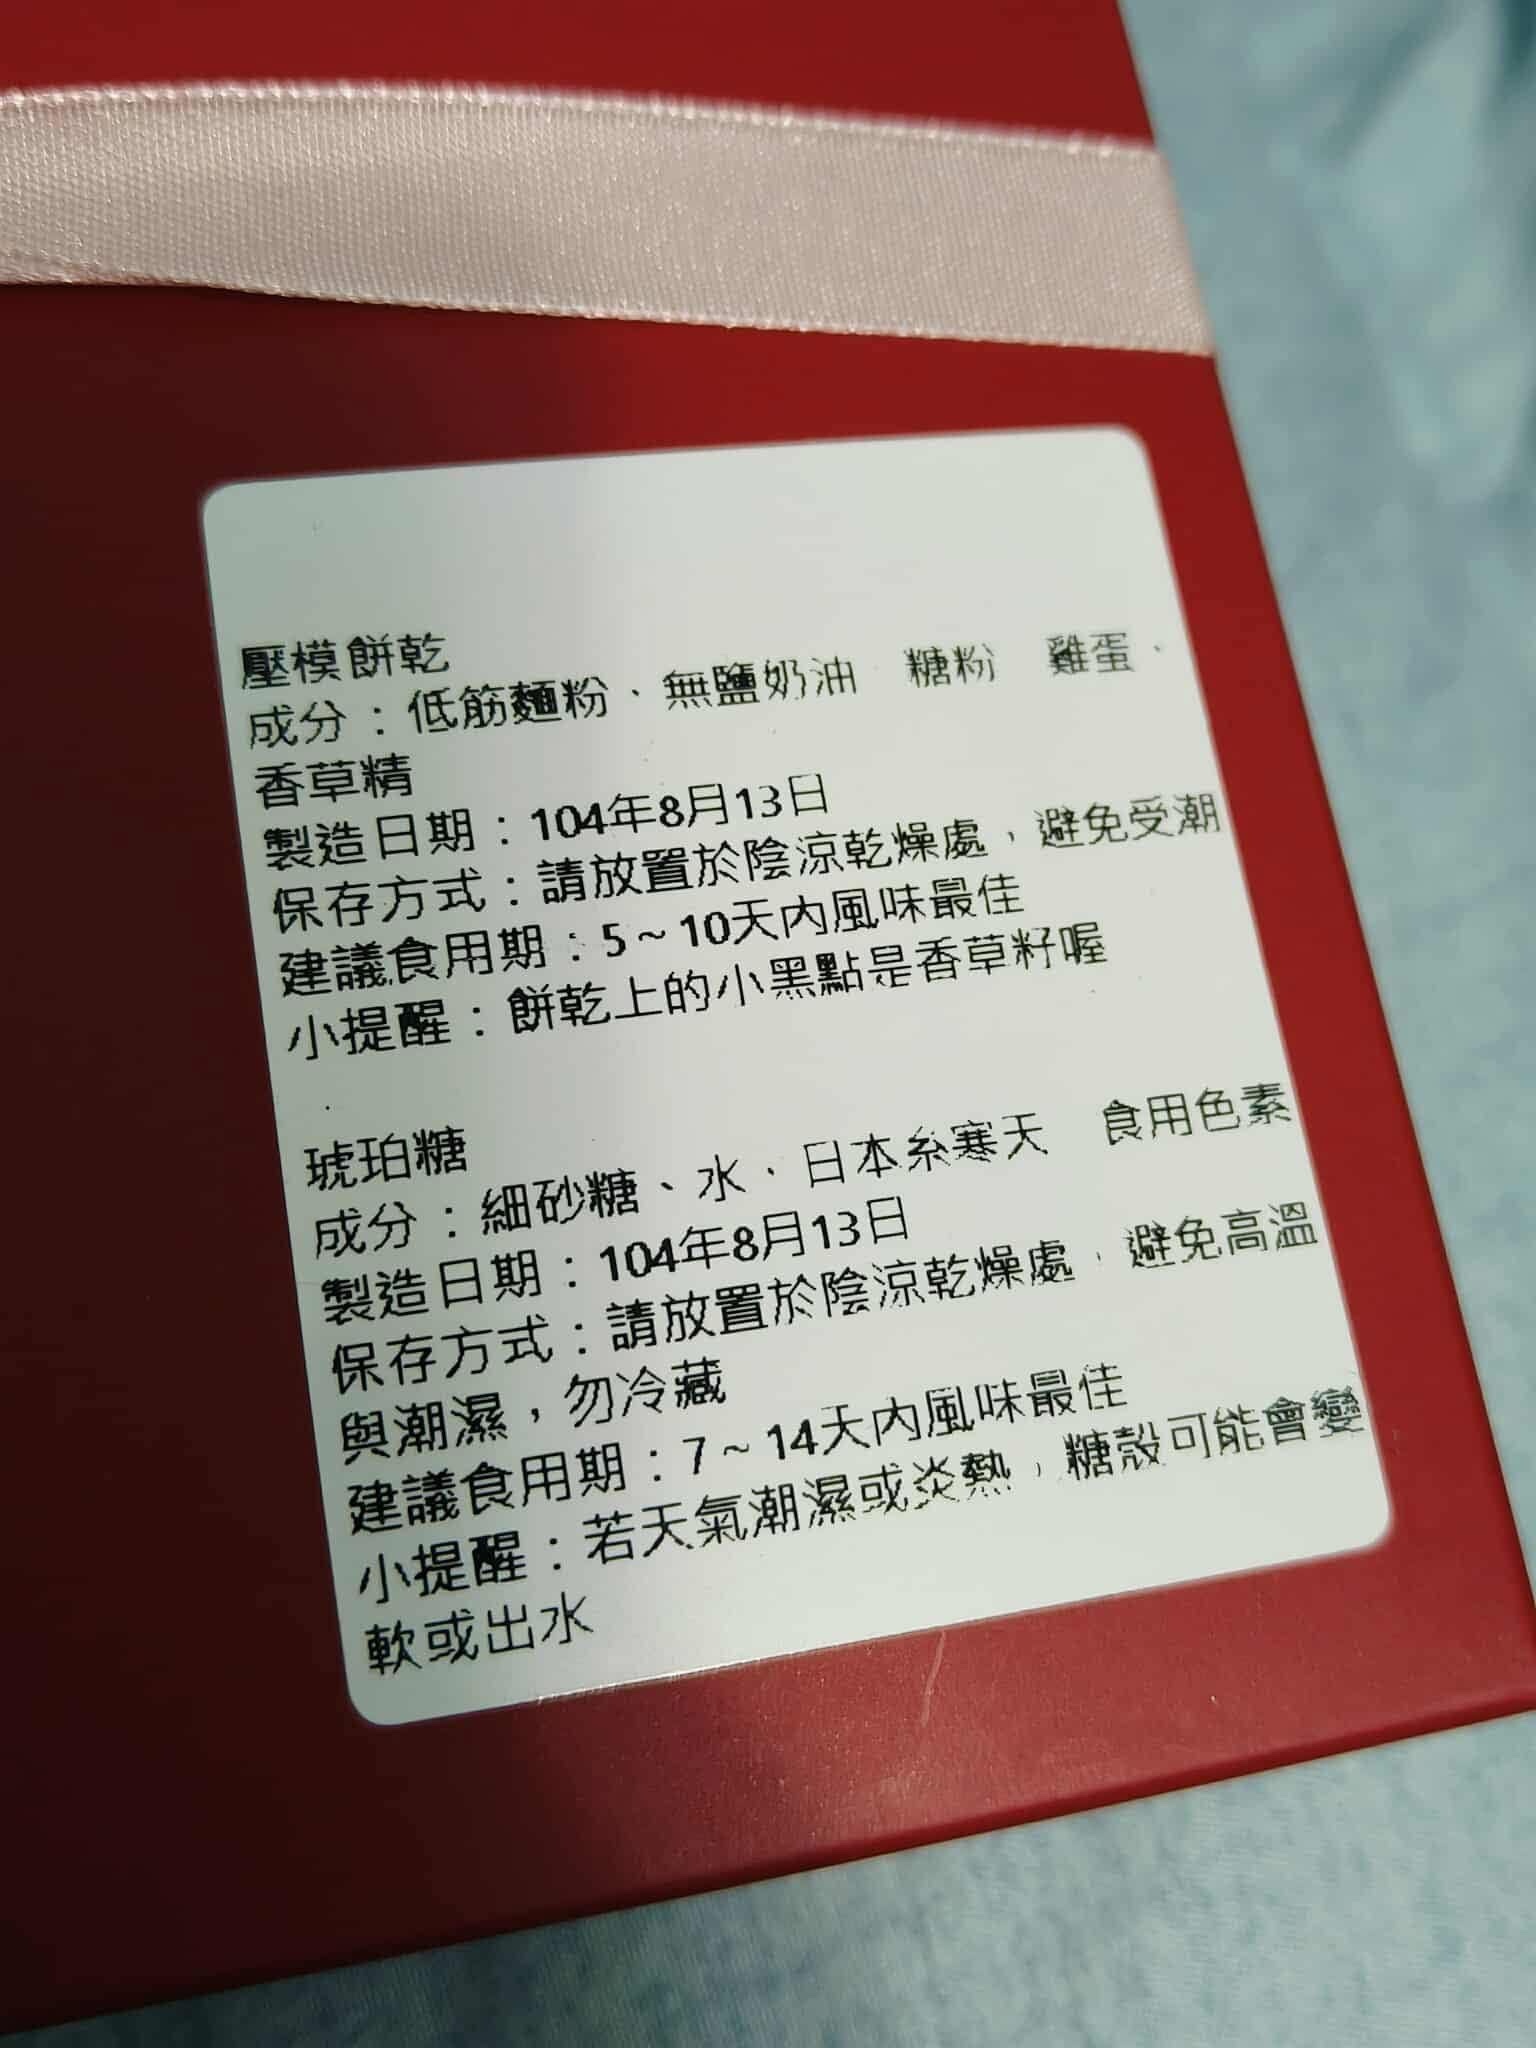 壓模餅乾
成分：低筋麵粉、無鹽奶油 糖粉 雞蛋、
香草精
製造日期：104年8月13日
保存方式：請放置於陰涼乾燥處，避免受潮
建議食用期：5～10天內風味最佳
小提醒：餅乾上的小黑點是香草籽喔
琥珀糖
成分：細砂糖、水、日本糸寒天 食用色素
製造日期：104年8月13日
保存方式：請放置於陰涼乾燥處，避免高溫
與潮濕，勿冷藏
建議食用期：7～14天內風味最佳
小提醒：若天氣潮濕或炎熱，糖殼可能會變
軟或出水